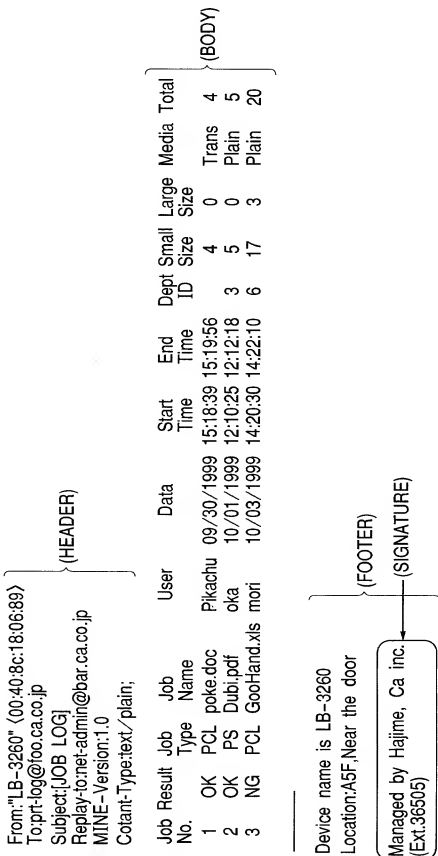 From:"LB-3260" ⟨00:40:8c:18:06:89⟩
To:prt-log@foo.ca.co.jp
Subject:[JOB LOG]
Replay-to:net-admin@bar.ca.co.jp
MINE-Version:1.0
Cotant-Type:text/plain;
(HEADER)
Job Result Job Job User Data Start End Dept Small Large Media Total
No. Type Name Time Time ID Size Size
1 OK PCL poke.doc Pikachu 09/30/1999 15:18:39 15:19:56 4 0 Trans 4
2 OK PS Dubi,pdf oka 10/01/1999 12:10:25 12:12:18 3 5 0 Plain 5
3 NG PCL GooHand.xls mori 10/03/1999 14:20:30 14:22:10 6 17 3 Plain 20
(BODY)
Device name is LB-3260
Location:A5F,Near the door
(FOOTER)
Managed by Hajime, Ca inc.
(Ext.36505)
(SIGNATURE)